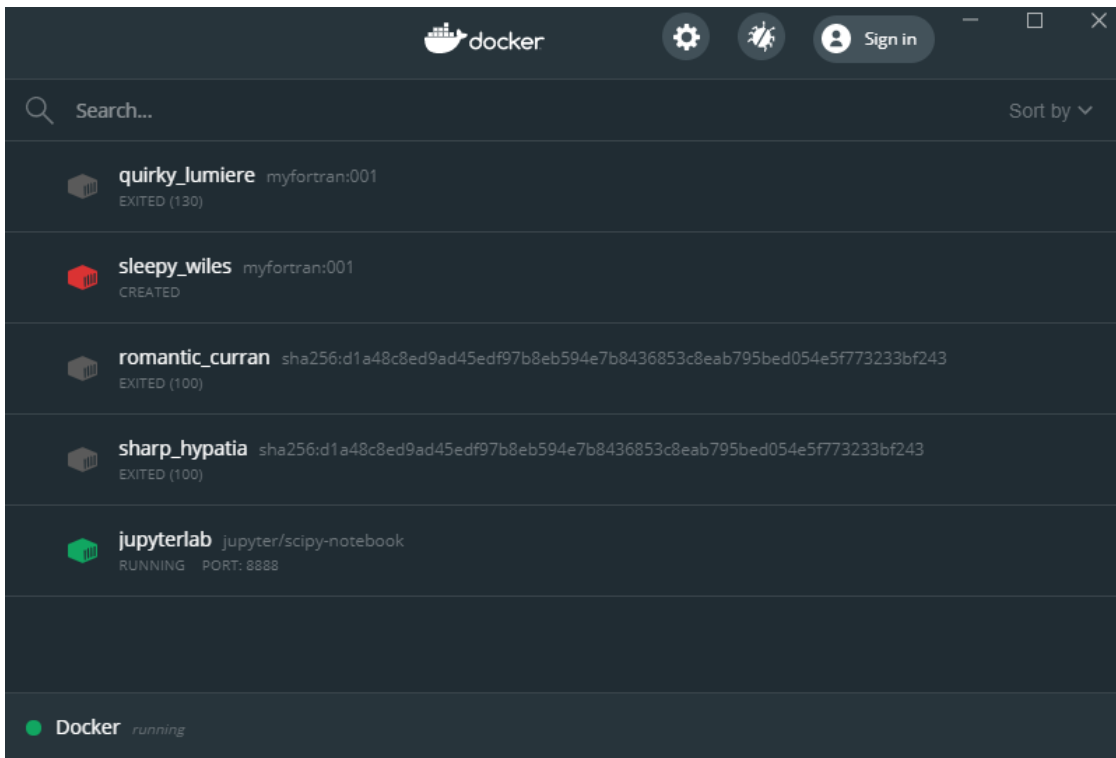 docker
Sign in
Search...
Sort by
quirky_lumiere myfortran:001
EXITED (130)
sleepy_wiles myfortran:001
CREATED
romantic_curran sha256:d1a48c8ed9ad45edf97b8eb594e7b8436853c8eab795bed054e5f773233bf243
EXITED (100)
sharp_hypatia sha256:d1a48c8ed9ad45edf97b8eb594e7b8436853c8eab795bed054e5f773233bf243
EXITED (100)
jupyterlab jupyter/scipy-notebook
RUNNING PORT: 8888
Docker running